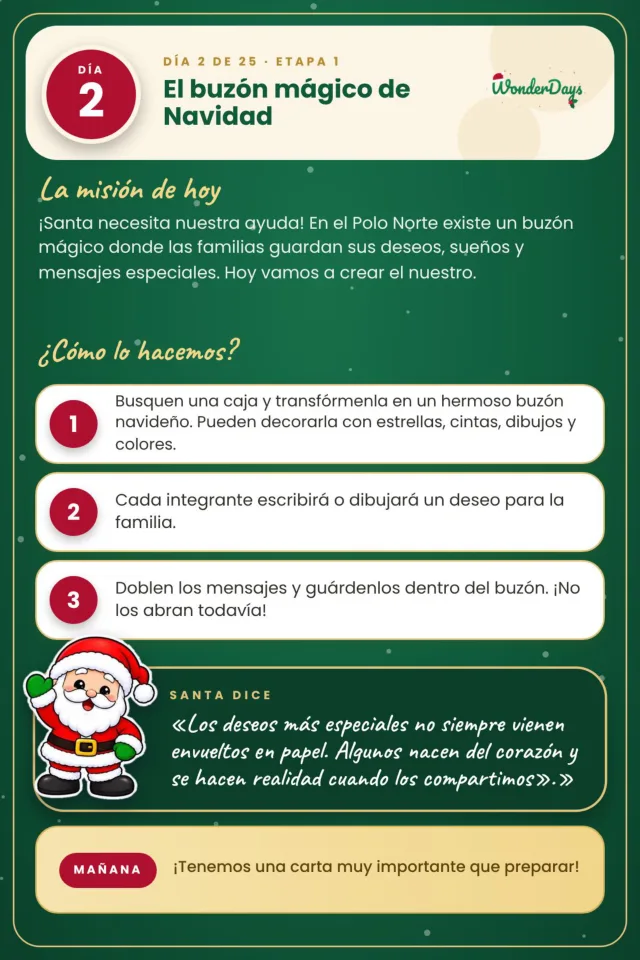 DÍA
2
DÍA 2 DE 25 · ETAPA 1
El buzón mágico de
Navidad
WonderDays
La misión de hoy
¡Santa necesita nuestra ayuda! En el Polo Norte existe un buzón
mágico donde las familias guardan sus deseos, sueños y
mensajes especiales. Hoy vamos a crear el nuestro.
¿Cómo lo hacemos?
1
Busquen una caja y transfórmenla en un hermoso buzón
navideño. Pueden decorarla con estrellas, cintas, dibujos y
colores.
2
Cada integrante escribirá o dibujará un deseo para la
familia.
3
Doblen los mensajes y guárdenlos dentro del buzón. ¡No
los abran todavía!
SANTA DICE
«Los deseos más especiales no siempre vienen
envueltos en papel. Algunos nacen del corazón y
se hacen realidad cuando los compartimos».»
MAÑANA
¡Tenemos una carta muy importante que preparar!